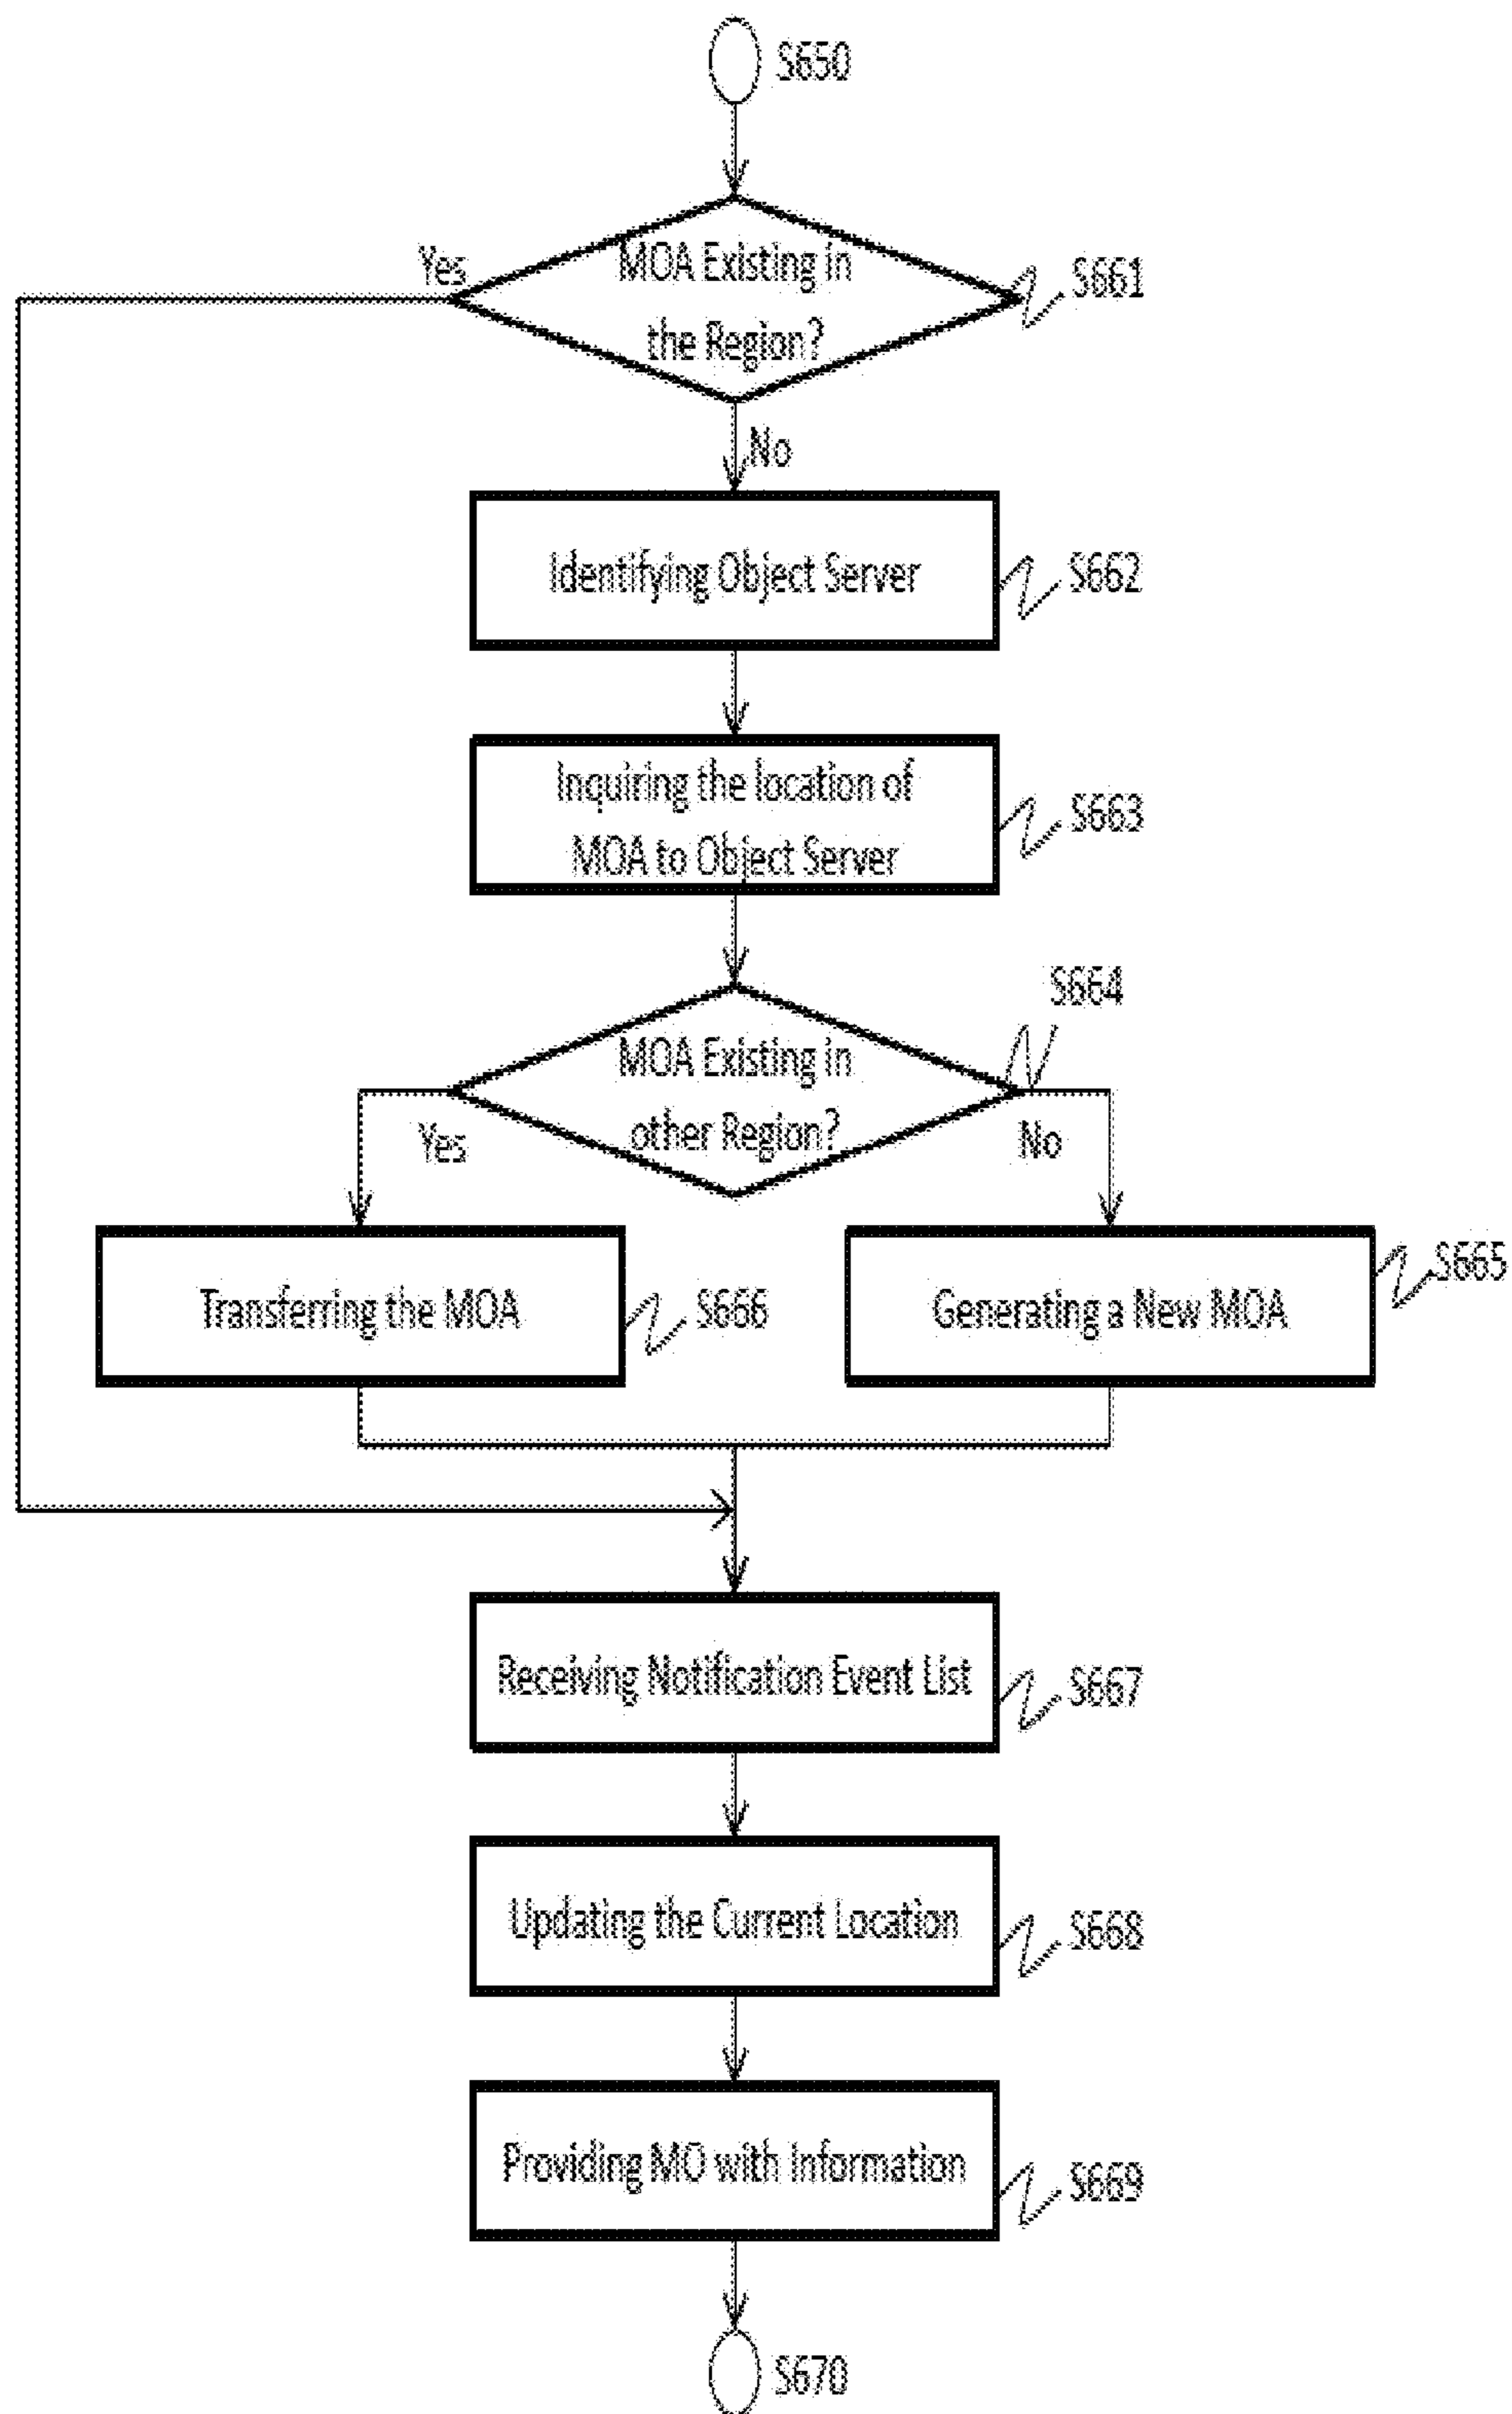 S650
Yes
MOA Existing in
the Region?
S661
No
Identifying Object Server
S662
Inquiring the location of
MOA to Object Server
S663
S664
MOA Existing in
other Region?
Yes
No
Transferring the MOA
S666
Generating a New MOA
S665
Receiving Notification Event List
S667
Updating the Current Location
S668
Providing MO with Information
S669
S670